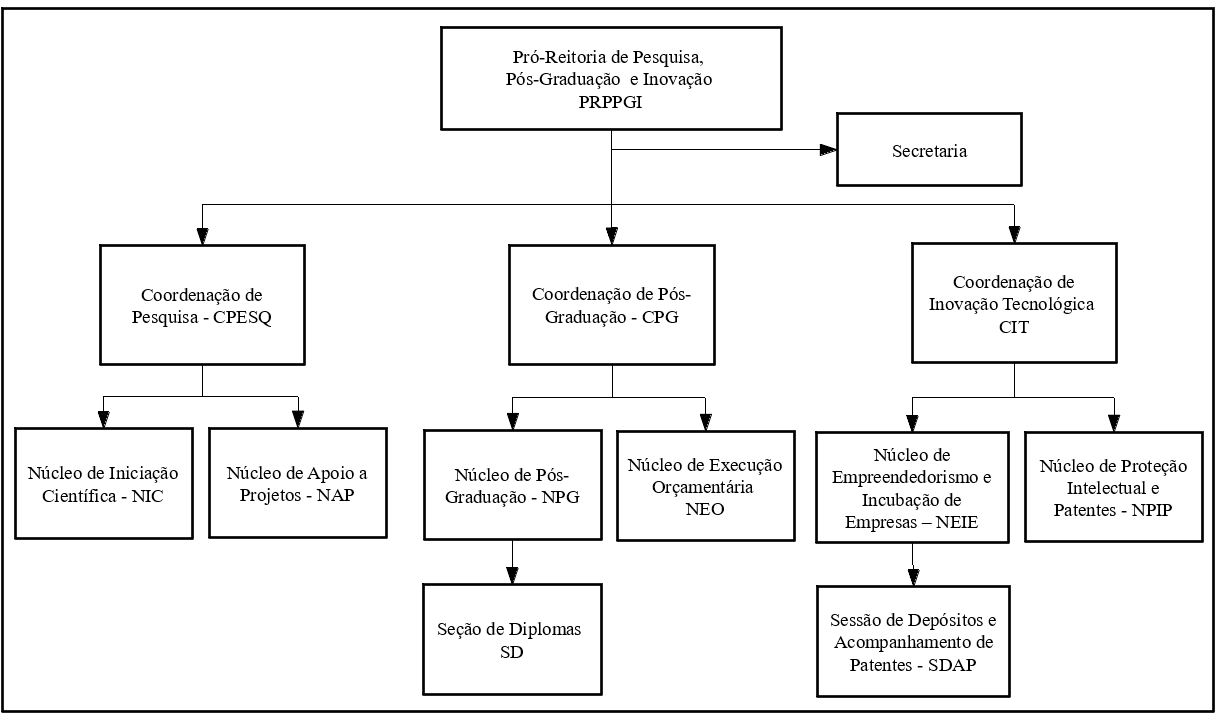 Pró-Reitoria de Pesquisa,
Pós-Graduação e Inovação
PRPPGI
Secretaria
Coordenação de
Pesquisa - CPESQ
Coordenação de Pós-
Graduação - CPG
Coordenação de
Inovação Tecnológica
CIT
Núcleo de Iniciação
Científica - NIC
Núcleo de Apoio a
Projetos - NAP
Núcleo de Pós-
Graduação - NPG
Núcleo de Execução
Orçamentária
NEO
Núcleo de
Empreendedorismo e
Incubação de
Empresas – NEIE
Núcleo de Proteção
Intelectual e
Patentes - NPIP
Seção de Diplomas
SD
Sessão de Depósitos e
Acompanhamento de
Patentes - SDAP